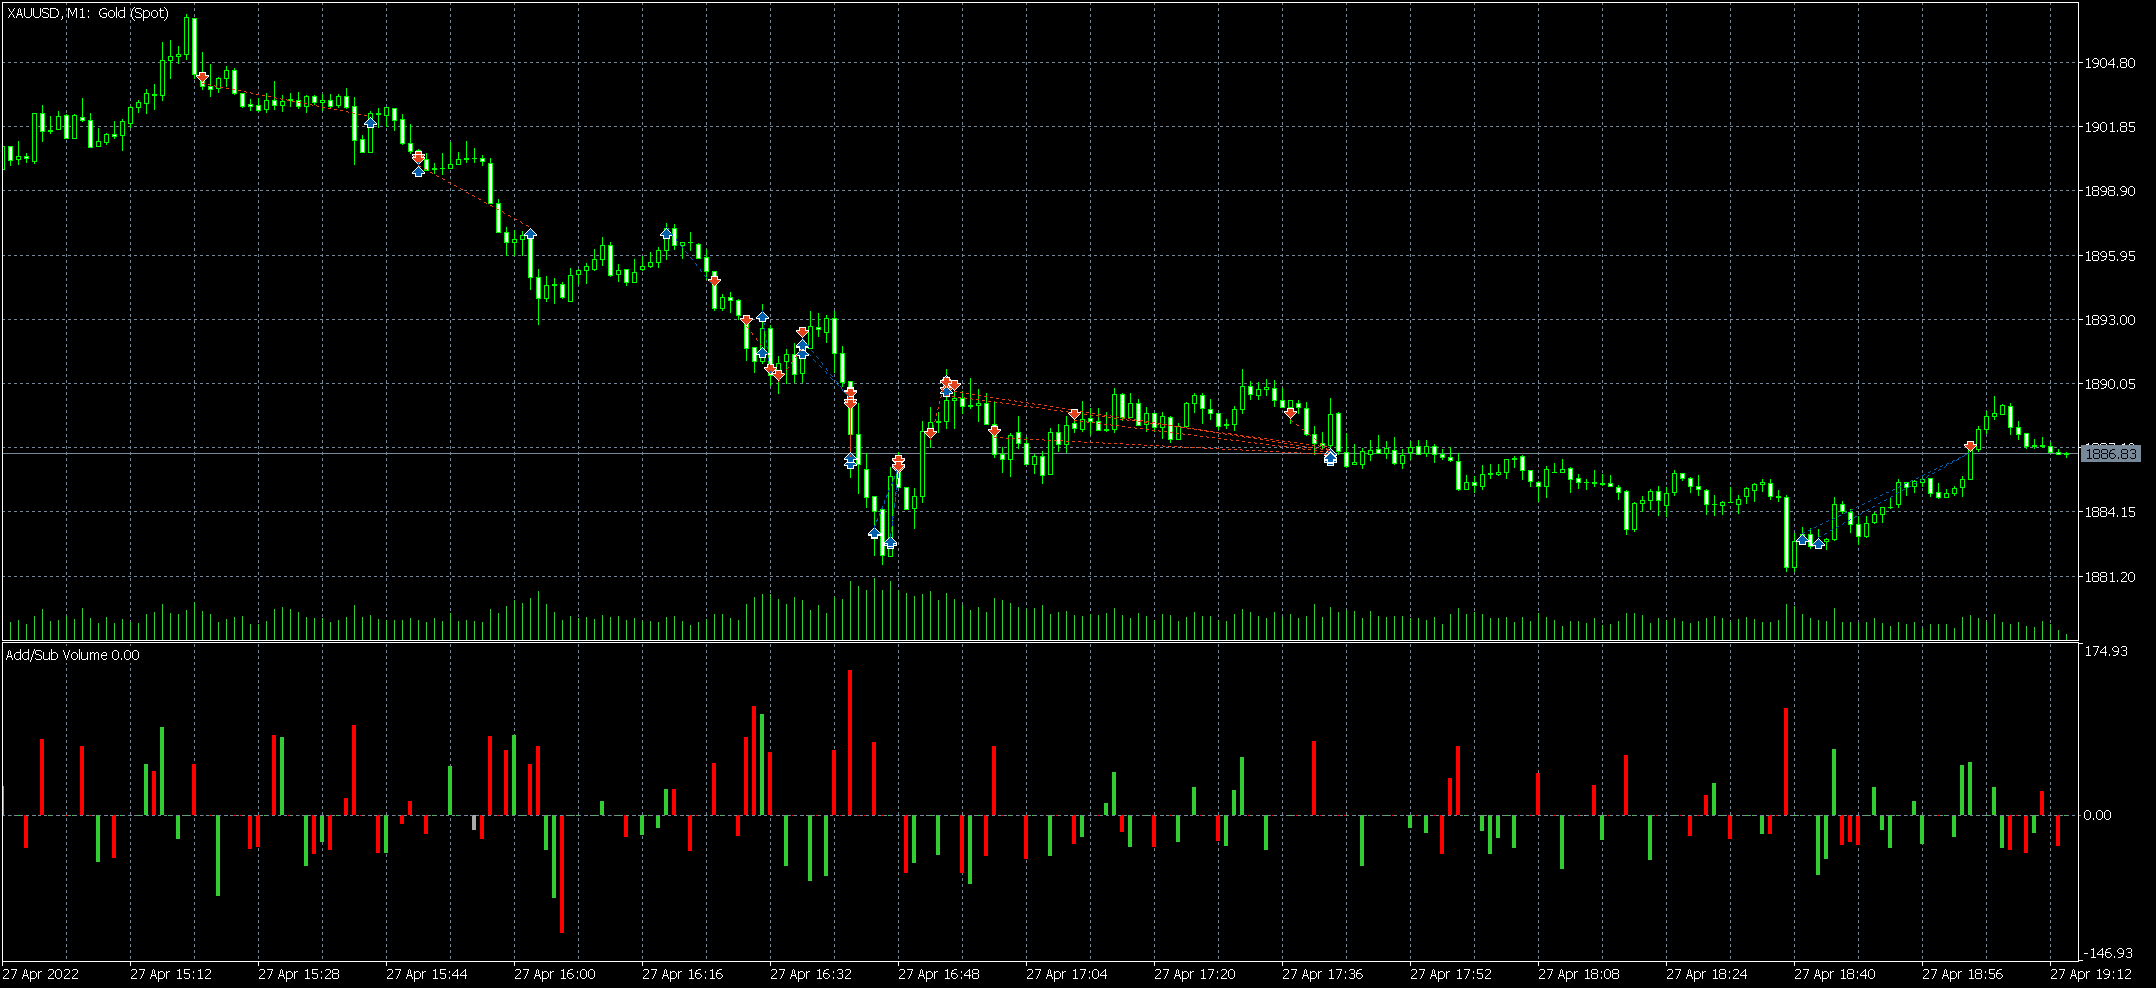 XAUUSD, M1: Gold (Spot)
1904.80
1901.85
1898.90
1895.95
1893.00
1890.05
1886.83
1884.15
1881.20
Add/Sub Volume 0.00
174.93
0.00
-146.93
27 Apr 2022
27 Apr 15:12
27 Apr 15:28
27 Apr 15:44
27 Apr 16:00
27 Apr 16:16
27 Apr 16:32
27 Apr 16:48
27 Apr 17:04
27 Apr 17:20
27 Apr 17:36
27 Apr 17:52
27 Apr 18:08
27 Apr 18:24
27 Apr 18:40
27 Apr 18:56
27 Apr 19:12